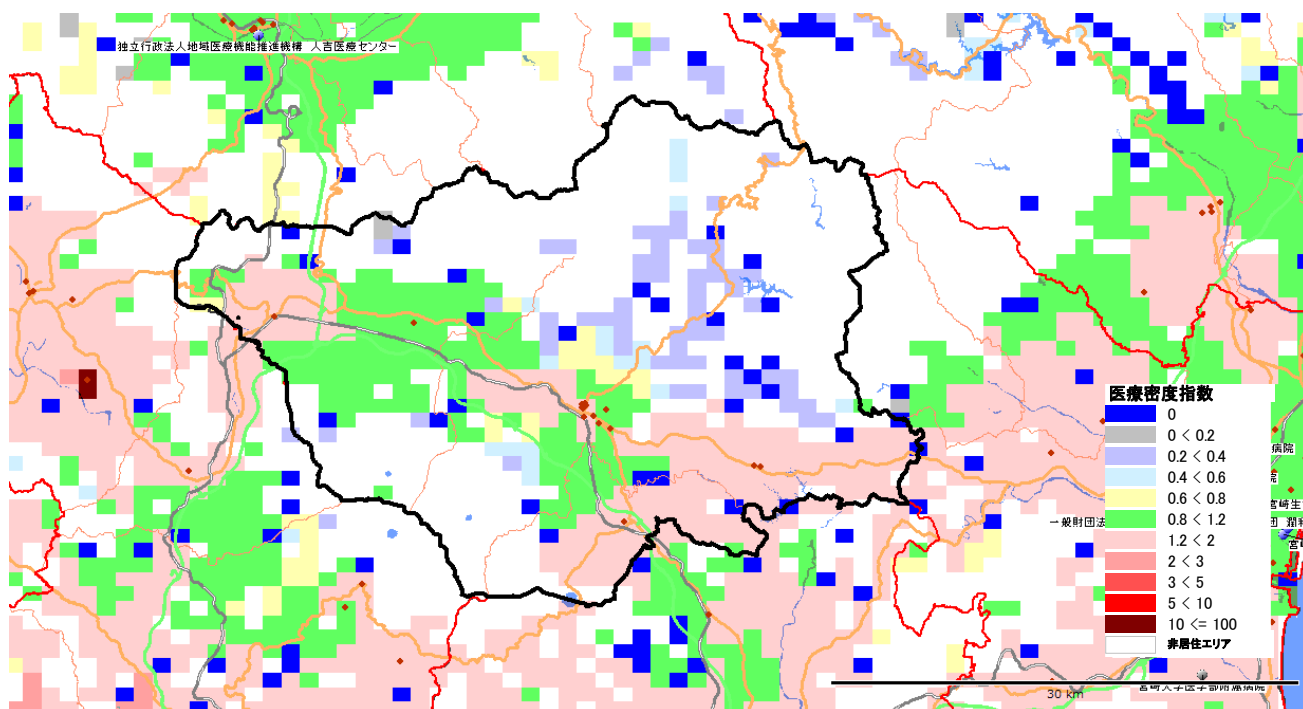 独立行政法人地域医療機能推進機構 人吉医療センター
医療密度指数
0
0 < 0.2
0.2 < 0.4
0.4 < 0.6
0.6 < 0.8
0.8 < 1.2
1.2 < 2
2 < 3
3 < 5
5 < 10
10 <= 100
非居住エリア
病院
院
宮崎生
一般財団法
団 潤和
宮崎大学医学部附属病院
30 km